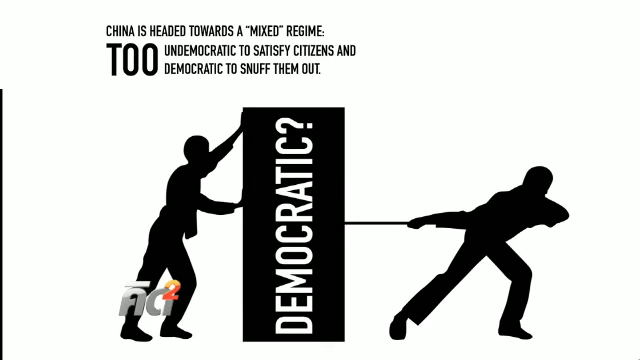 CHINA IS HEADED TOWARDS A “MIXED” REGIME:
TOO UNDEMOCRATIC TO SATISFY CITIZENS AND
DEMOCRATIC TO SNUFF THEM OUT.
DEMOCRATIC?